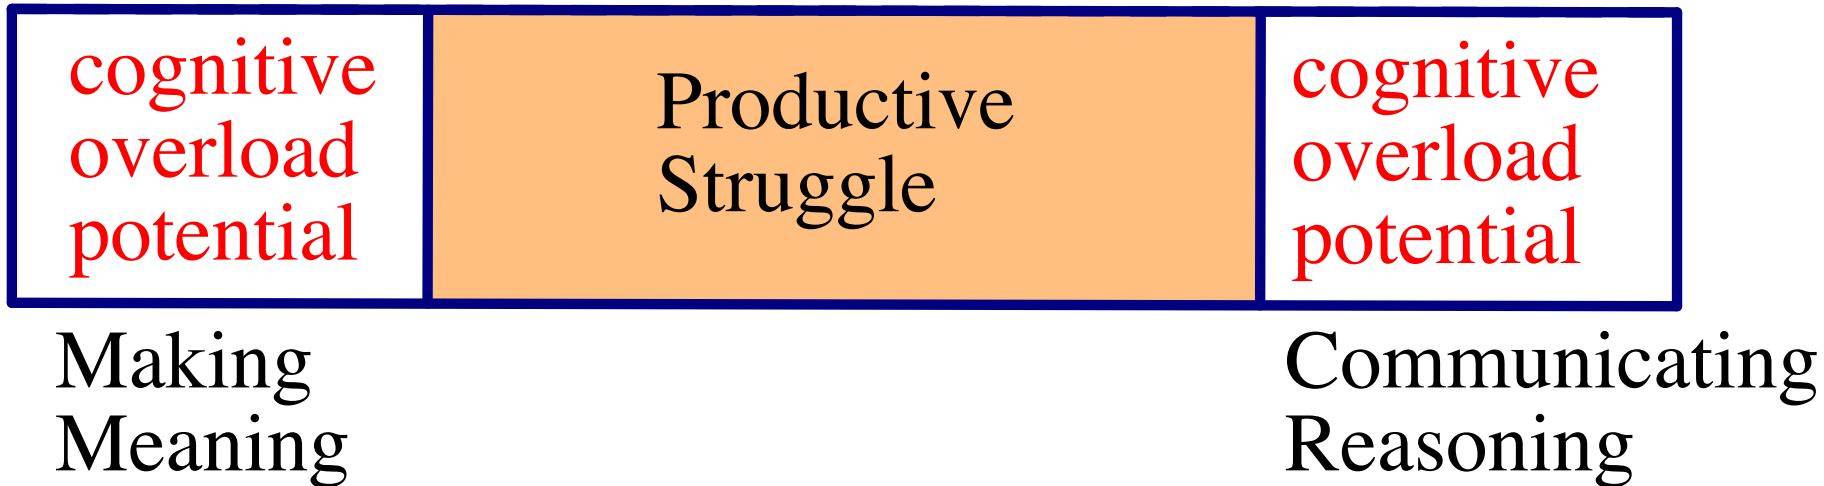 cognitive
overload
potential
Productive
Struggle
cognitive
overload
potential
Making
Meaning
Communicating
Reasoning